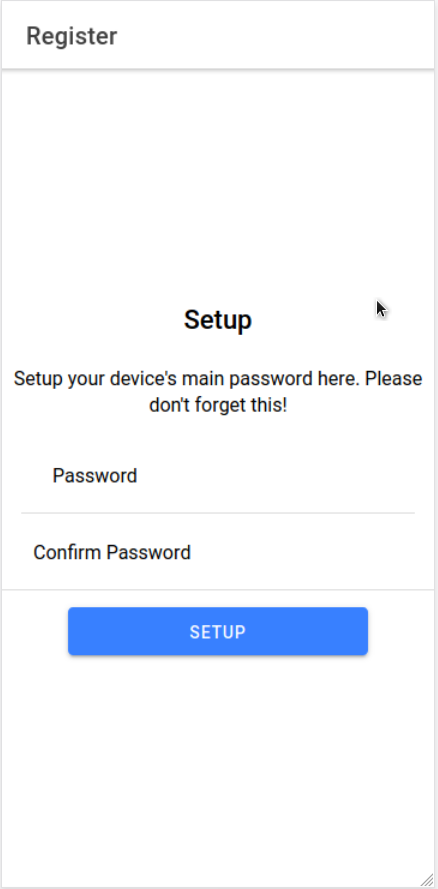 Register
Setup
Setup your device's main password here. Please
don't forget this!
Password
Confirm Password
SETUP